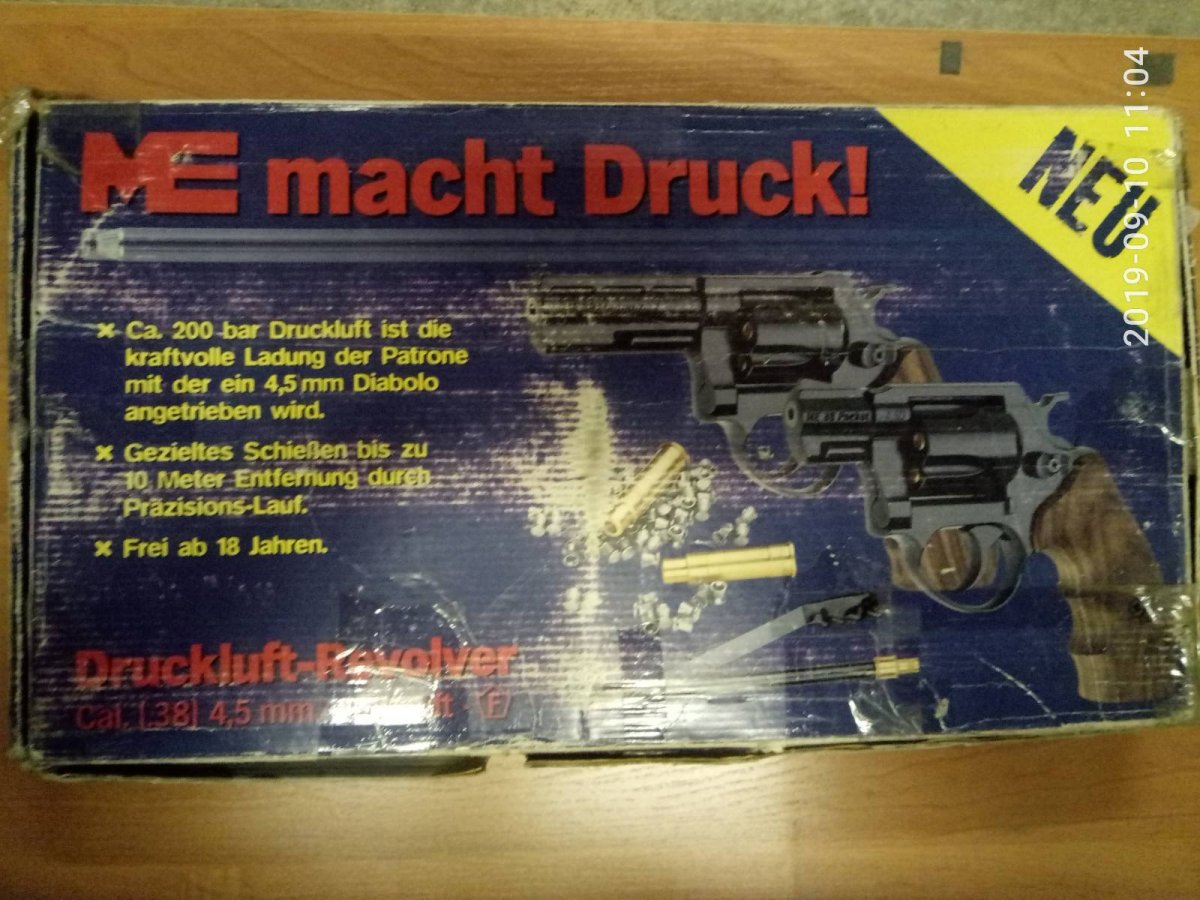 ME macht Druck!
NEU
2019-09-10 11:04
× Ca. 200 bar Druckluft ist die
kraftvolle Ladung der Patrone
mit der ein 4,5 mm Diabolo
angetrieben wird.
× Gezieltes Schießen bis zu
10 Meter Entfernung durch
Präzisions-Lauf.
× Frei ab 18 Jahren.
Druckluft-Revolver
Cal. (.38) 4,5 mm
F